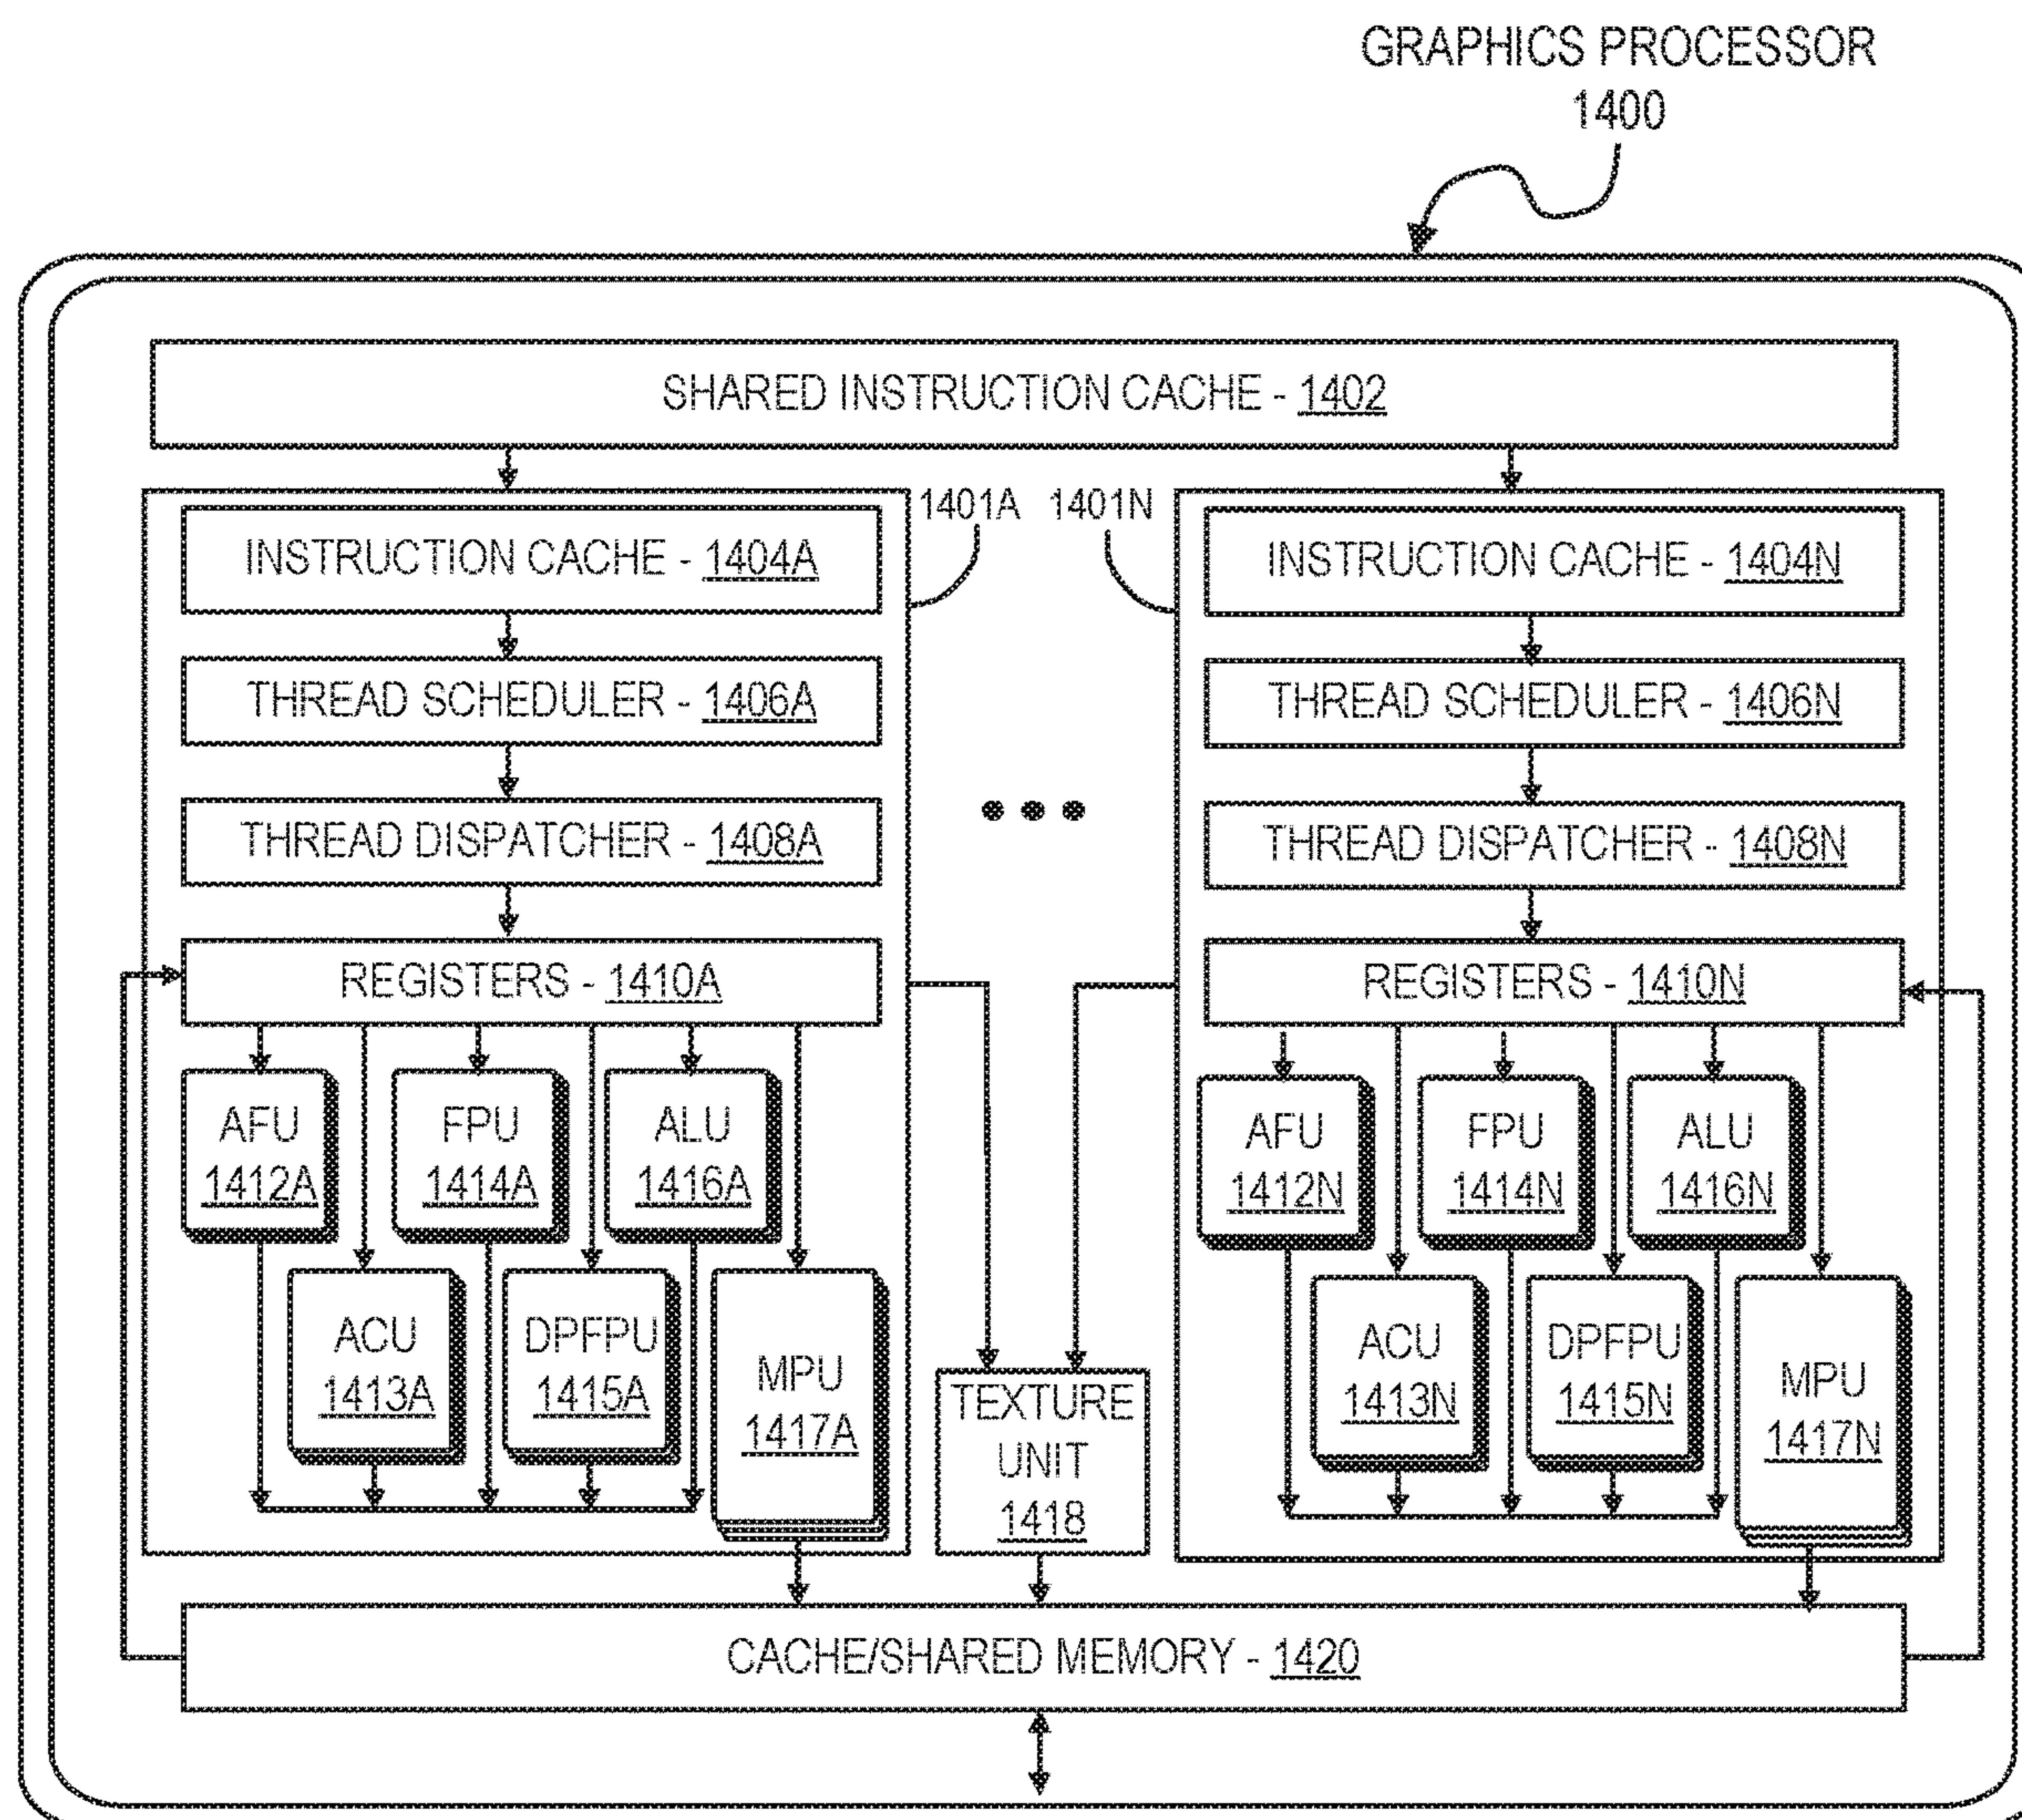 GRAPHICS PROCESSOR
1400
SHARED INSTRUCTION CACHE - 1402
1401A
1401N
INSTRUCTION CACHE - 1404A
THREAD SCHEDULER - 1406A
THREAD DISPATCHER - 1408A
REGISTERS - 1410A
AFU
1412A
FPU
1414A
ALU
1416A
ACU
1413A
DPFPU
1415A
MPU
1417A
TEXTURE
UNIT
1418
INSTRUCTION CACHE - 1404N
THREAD SCHEDULER - 1406N
THREAD DISPATCHER - 1408N
REGISTERS - 1410N
AFU
1412N
FPU
1414N
ALU
1416N
ACU
1413N
DPFPU
1415N
MPU
1417N
CACHE/SHARED MEMORY - 1420